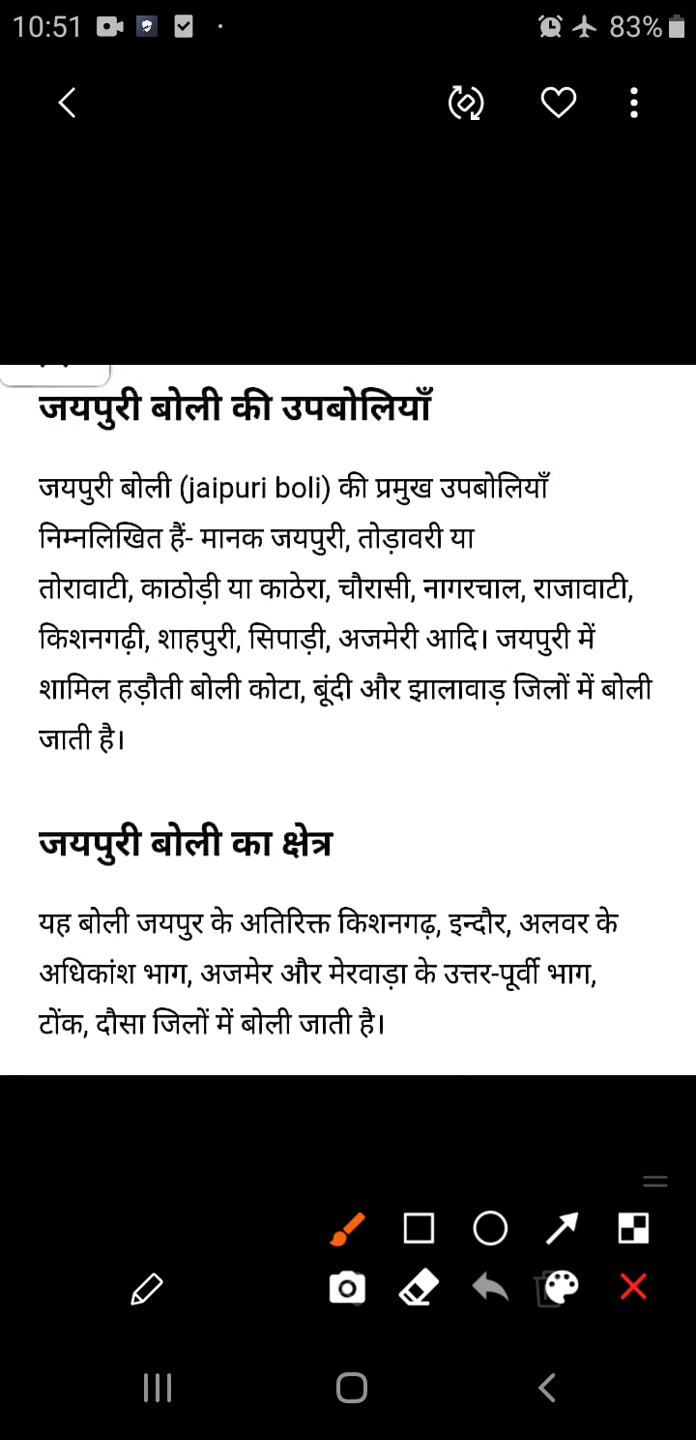 10:51
83%
जयपुरी बोली की उपबोलियाँ
जयपुरी बोली (jaipuri boli) की प्रमुख उपबोलियाँ
निम्नलिखित हैं- मानक जयपुरी, तोड़ावरी या
तोरावाटी, काठोड़ी या काठेरा, चौरासी, नागरचाल, राजावाटी,
किशनगढ़ी, शाहपुरी, सिपाड़ी, अजमेरी आदि। जयपुरी में
शामिल हड़ौती बोली कोटा, बूंदी और झालावाड़ जिलों में बोली
जाती है।
जयपुरी बोली का क्षेत्र
यह बोली जयपुर के अतिरिक्त किशनगढ़, इन्दौर, अलवर के
अधिकांश भाग, अजमेर और मेरवाड़ा के उत्तर-पूर्वी भाग,
टोंक, दौसा जिलों में बोली जाती है।